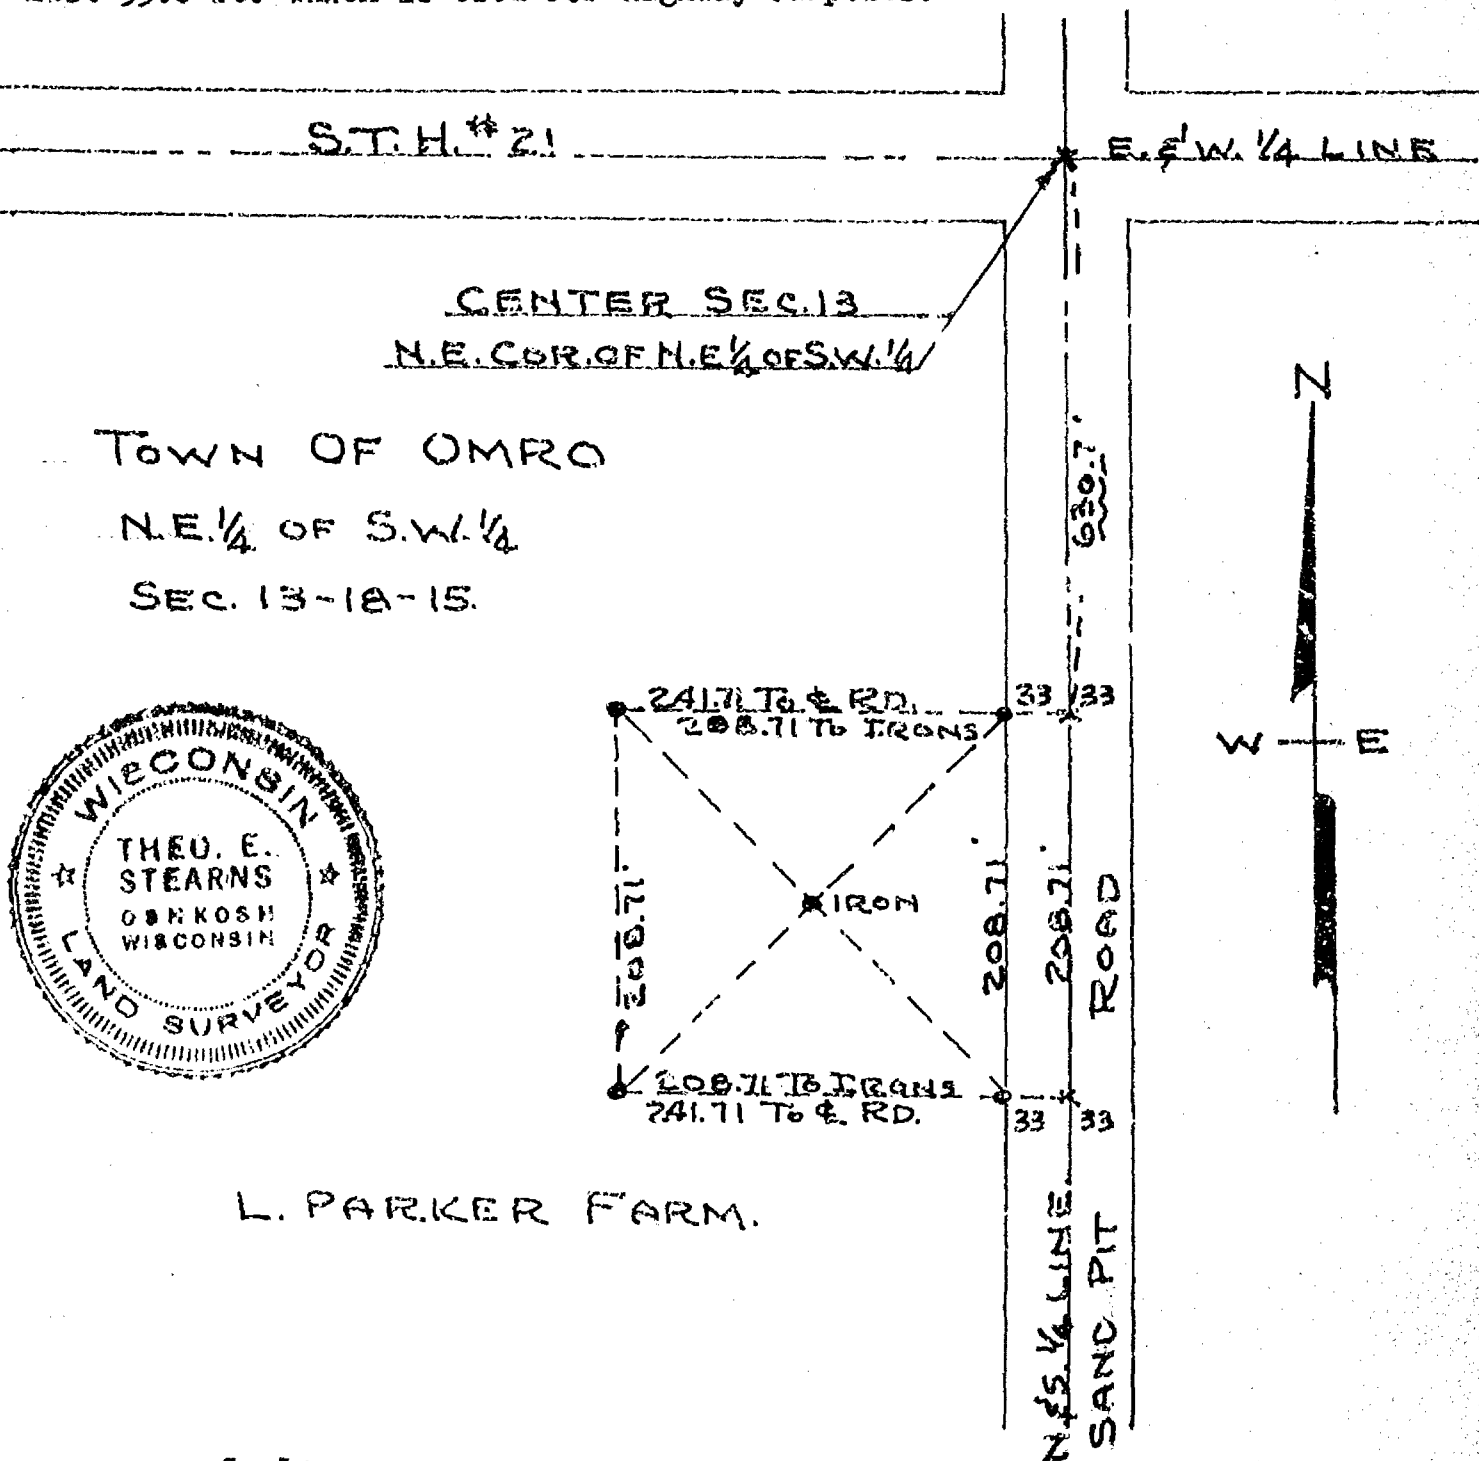 S.T.H. # 21
E. & W. 1/4 LINE
CENTER SEC. 13
N.E. COR. OF N.E 1/4 OF S.W. 1/4
630.7'
N
TOWN OF OMRO
N.E. 1/4 OF S.W. 1/4
SEC. 13-18-15.
241.71 To ℄ RD.
208.71 To IRONS
33
33
W
E
WISCONSIN
THEO. E.
STEARNS
OSHKOSH
WISCONSIN
LAND SURVEYOR
IRON
208.71'
208.71
208.71
208.71 To IRONS
241.71 To ℄ RD.
33
33
L. PARKER FARM.
N & S. 1/4 LINE
SAND PIT ROAD